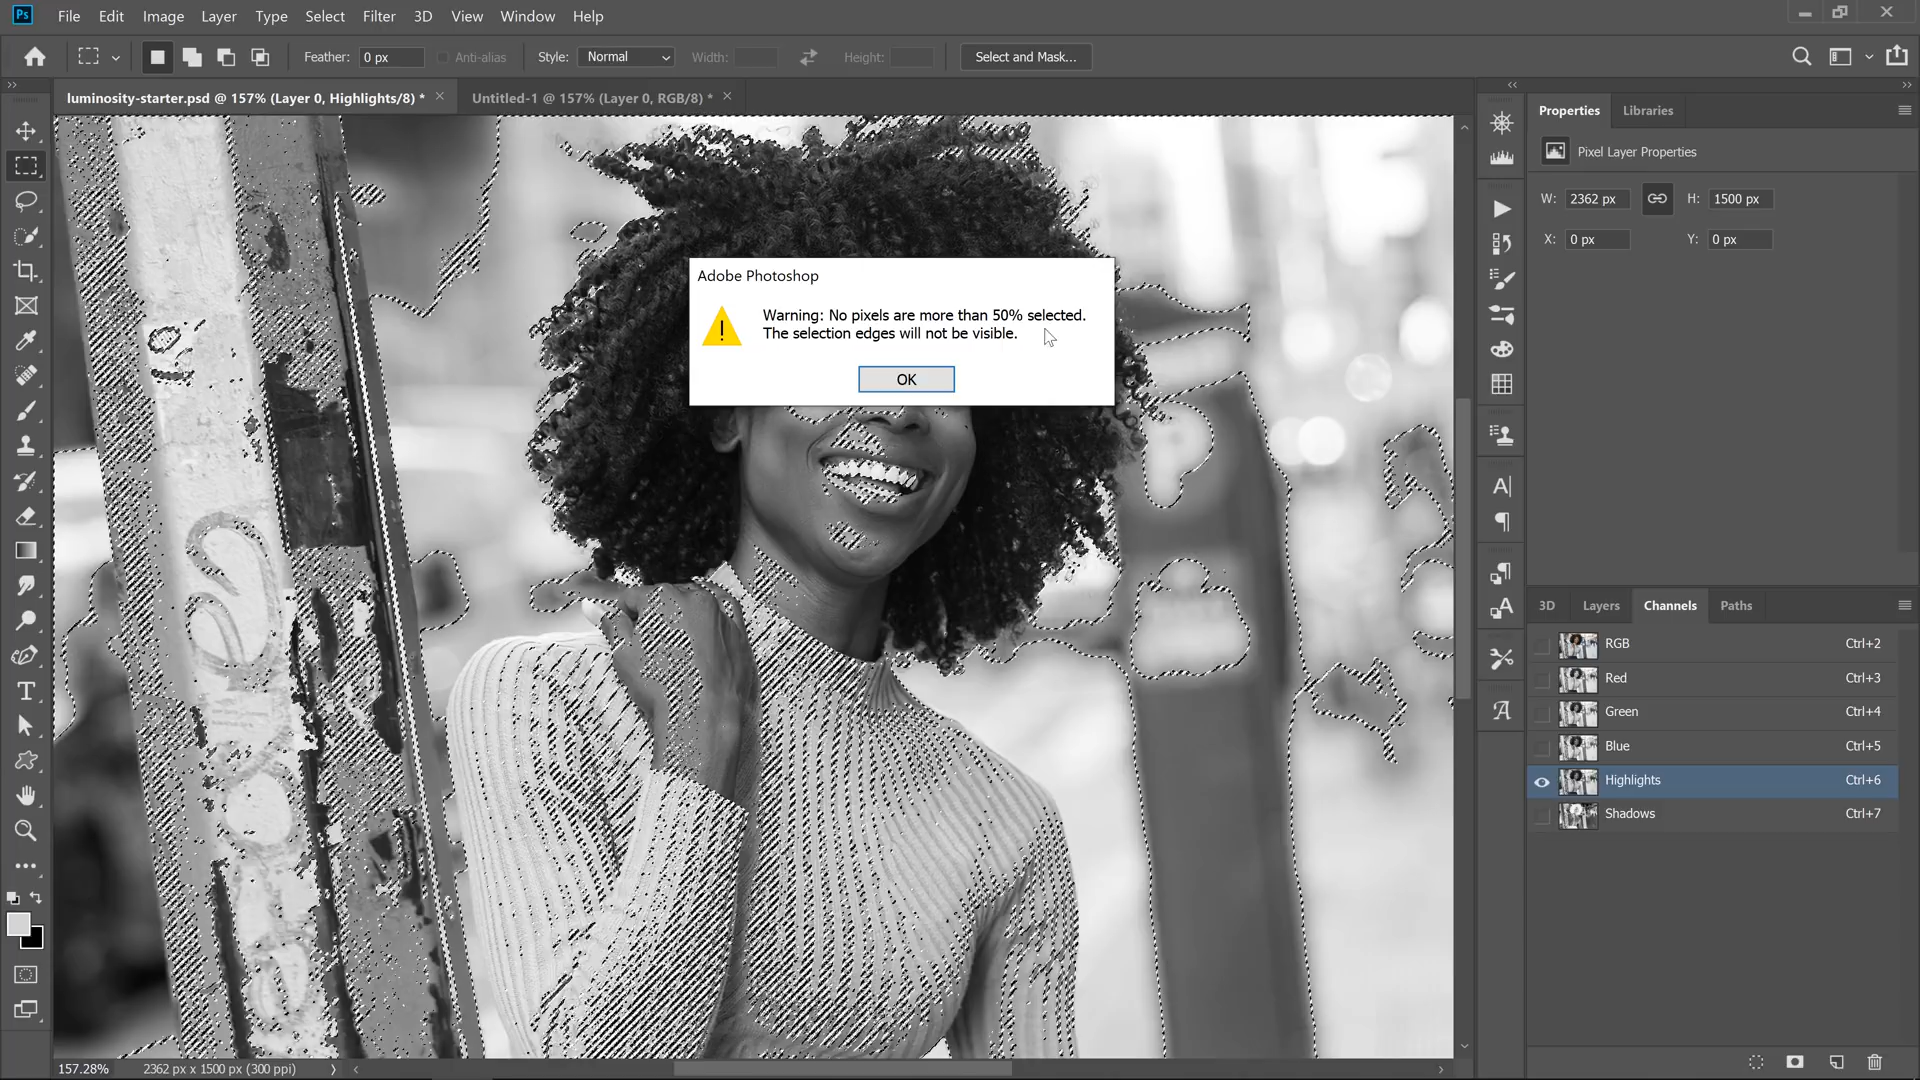 Ps File Edit Image Layer Type Select Filter 3D View Window Help
Feather: 0 px Anti-alias Style: Normal Width: Height: Select and Mask...
luminosity-starter.psd @ 157% (Layer 0, Highlights/8) * Untitled-1 @ 157% (Layer 0, RGB/8) *
Properties Libraries
Pixel Layer Properties
W: 2362 px H: 1500 px
X: 0 px Y: 0 px
Adobe Photoshop
Warning: No pixels are more than 50% selected.
The selection edges will not be visible.
OK
3D Layers Channels Paths
RGB Ctrl+2
Red Ctrl+3
Green Ctrl+4
Blue Ctrl+5
Highlights Ctrl+6
Shadows Ctrl+7
157.28% 2362 px x 1500 px (300 ppi)